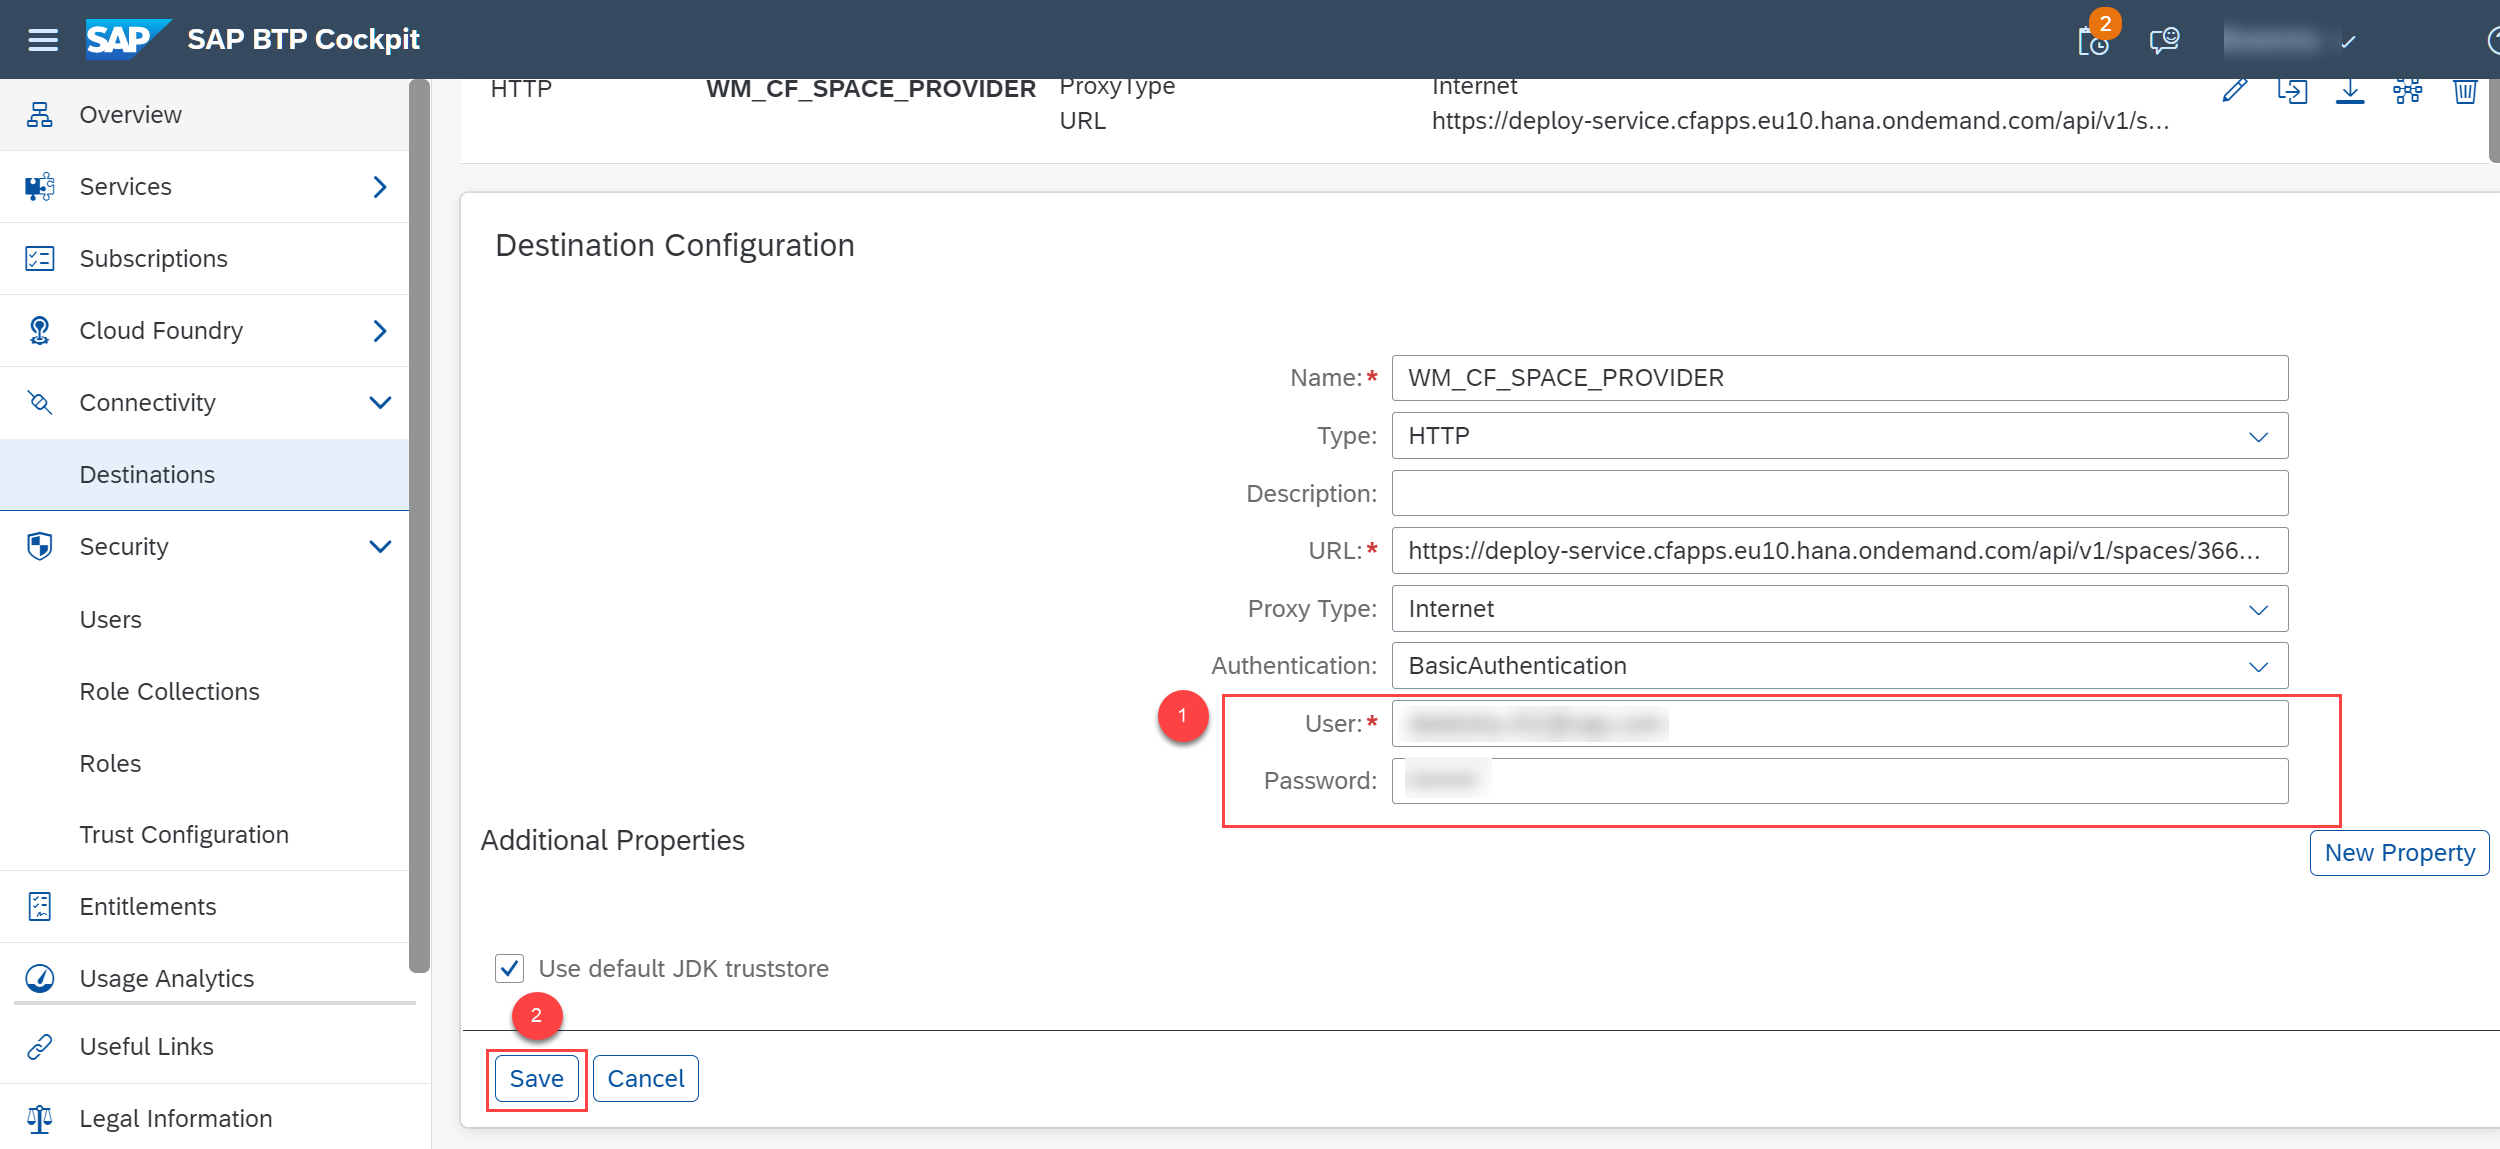 SAP SAP BTP Cockpit
2
Overview
Services
Subscriptions
Cloud Foundry
Connectivity
Destinations
Security
Users
Role Collections
Roles
Trust Configuration
Entitlements
Usage Analytics
Useful Links
Legal Information
HTTP WM_CF_SPACE_PROVIDER ProxyType Internet
URL https://deploy-service.cfapps.eu10.hana.ondemand.com/api/v1/s...
Destination Configuration
Name:* WM_CF_SPACE_PROVIDER
Type: HTTP
Description:
URL:* https://deploy-service.cfapps.eu10.hana.ondemand.com/api/v1/spaces/366...
Proxy Type: Internet
Authentication: BasicAuthentication
1
User:*
Password:
Additional Properties
New Property
Use default JDK truststore
2
Save Cancel